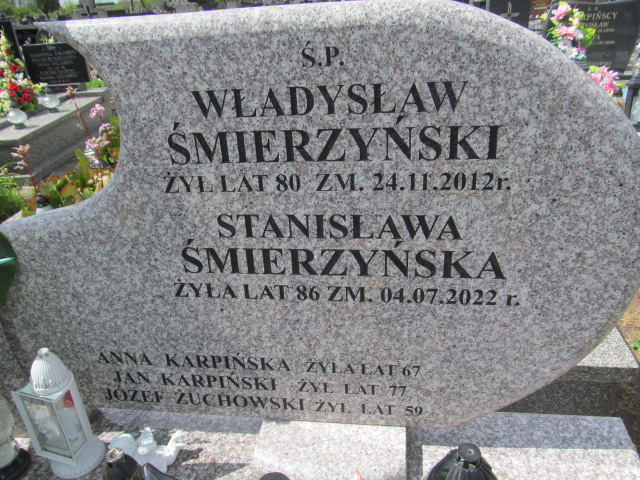 Ś.P.
WŁADYSŁAW
ŚMIERZYŃSKI
ŻYŁ LAT 80 ZM. 24.11.2012r.
STANISŁAWA
ŚMIERZYŃSKA
ŻYŁA LAT 86 ZM. 04.07.2022 r.
ANNA KARPIŃSKA ŻYŁA LAT 67
JAN KARPIŃSKI ŻYŁ LAT 77
JÓZEF ŻUCHOWSKI ŻYŁ LAT 59